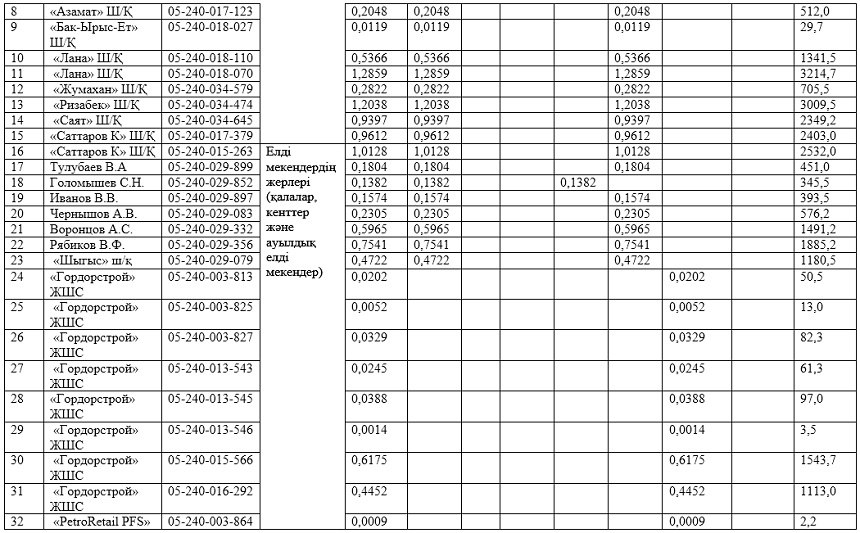 8 «Азамат» Ш/Қ 05-240-017-123 0,2048 0,2048 0,2048 512,0
9 «Бак-Ырыс-Ет» 05-240-018-027 0,0119 0,0119 0,0119 29,7
Ш/Қ
10 «Лана» Ш/Қ 05-240-018-110 0,5366 0,5366 0,5366 1341,5
11 «Лана» Ш/Қ 05-240-018-070 1,2859 1,2859 1,2859 3214,7
12 «Жумахан» Ш/Қ 05-240-034-579 0,2822 0,2822 0,2822 705,5
13 «Ризабек» Ш/Қ 05-240-034-474 1,2038 1,2038 1,2038 3009,5
14 «Саят» Ш/Қ 05-240-034-645 0,9397 0,9397 0,9397 2349,2
15 «Саттаров К» Ш/Қ 05-240-017-379 0,9612 0,9612 0,9612 2403,0
16 «Саттаров К» Ш/Қ 05-240-015-263 Елді 1,0128 1,0128 1,0128 2532,0
17 Тулубаев В.А 05-240-029-899 мекендердің 0,1804 0,1804 0,1804 451,0
18 Голомышев С.Н. 05-240-029-852 жерлері 0,1382 0,1382 0,1382 345,5
19 Иванов В.В. 05-240-029-897 (қалалар, 0,1574 0,1574 0,1574 393,5
20 Чернышов А.В. 05-240-029-083 кенттер 0,2305 0,2305 0,2305 576,2
21 Воронцов А.С. 05-240-029-332 және 0,5965 0,5965 0,5965 1491,2
22 Рябиков В.Ф. 05-240-029-356 ауылдық 0,7541 0,7541 0,7541 1885,2
23 «Шығыс» ш/қ 05-240-029-079 елді 0,4722 0,4722 0,4722 1180,5
24 «Гордорстрой» 05-240-003-813 мекендер) 0,0202 0,0202 50,5
ЖШС
25 «Гордорстрой» 05-240-003-825 0,0052 0,0052 13,0
ЖШС
26 «Гордорстрой» 05-240-003-827 0,0329 0,0329 82,3
ЖШС
27 «Гордорстрой» 05-240-013-543 0,0245 0,0245 61,3
ЖШС
28 «Гордорстрой» 05-240-013-545 0,0388 0,0388 97,0
ЖШС
29 «Гордорстрой» 05-240-013-546 0,0014 0,0014 3,5
ЖШС
30 «Гордорстрой» 05-240-015-566 0,6175 0,6175 1543,7
ЖШС
31 «Гордорстрой» 05-240-016-292 0,4452 0,4452 1113,0
ЖШС
32 «PetroRetail PFS» 05-240-003-864 0,0009 0,0009 2,2